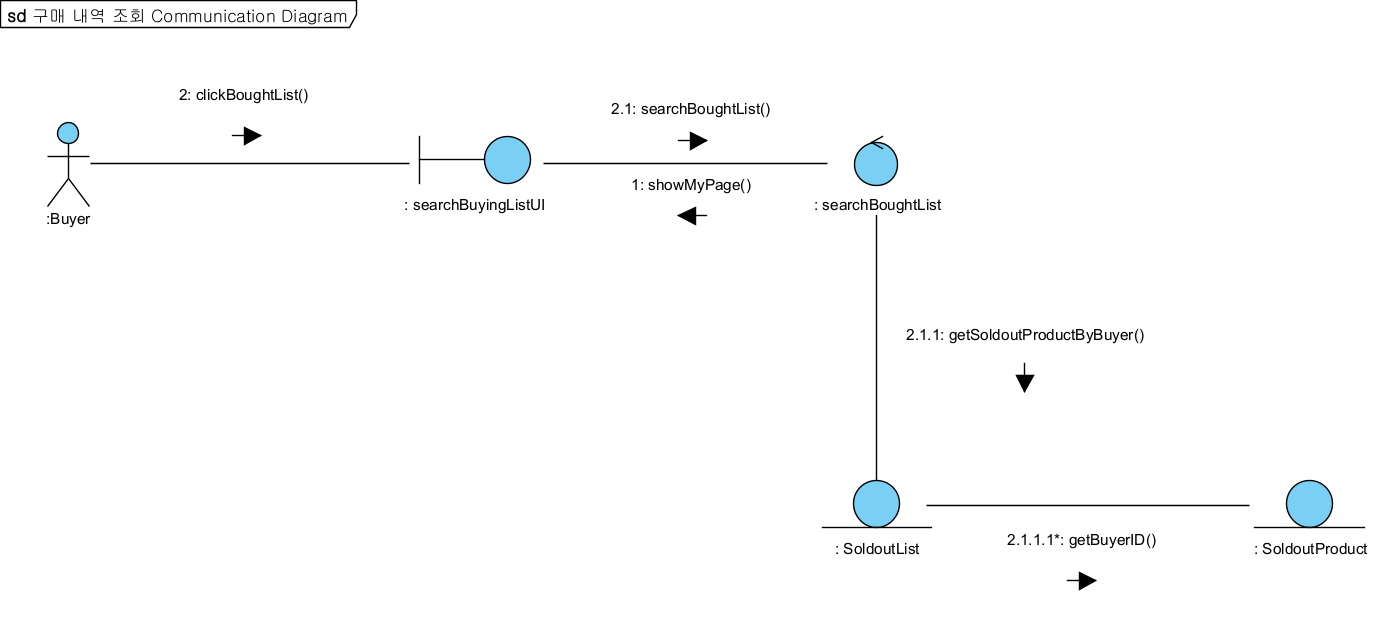 sd 구매 내역 조회 Communication Diagram
2: clickBoughtList()
2.1: searchBoughtList()
1: showMyPage()
:Buyer
: searchBuyingListUI
: searchBoughtList
2.1.1: getSoldoutProductByBuyer()
2.1.1.1*: getBuyerID()
: SoldoutList
: SoldoutProduct